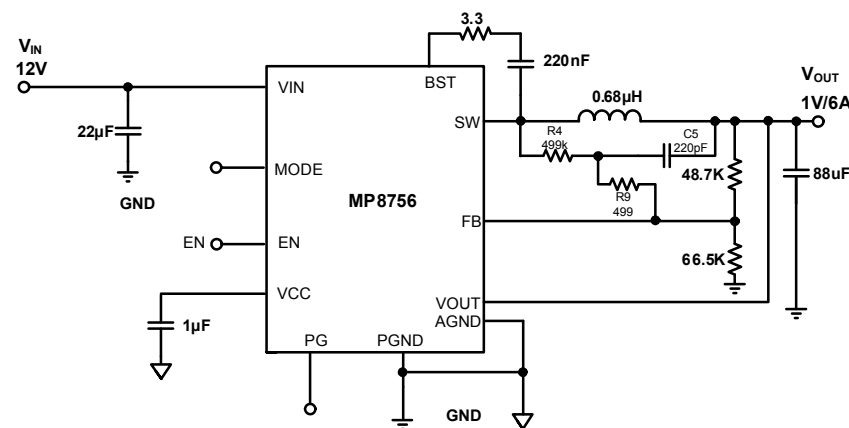 3.3
VIN
12V
220nF
VOUT
1V/6A
BST
VIN
0.68µH
SW
22µF
R4
499k
C5
220pF
48.7K
88uF
MODE
GND
MP8756
R9
499
FB
EN
EN
66.5K
VCC
VOUT
AGND
1µF
PG
PGND
GND